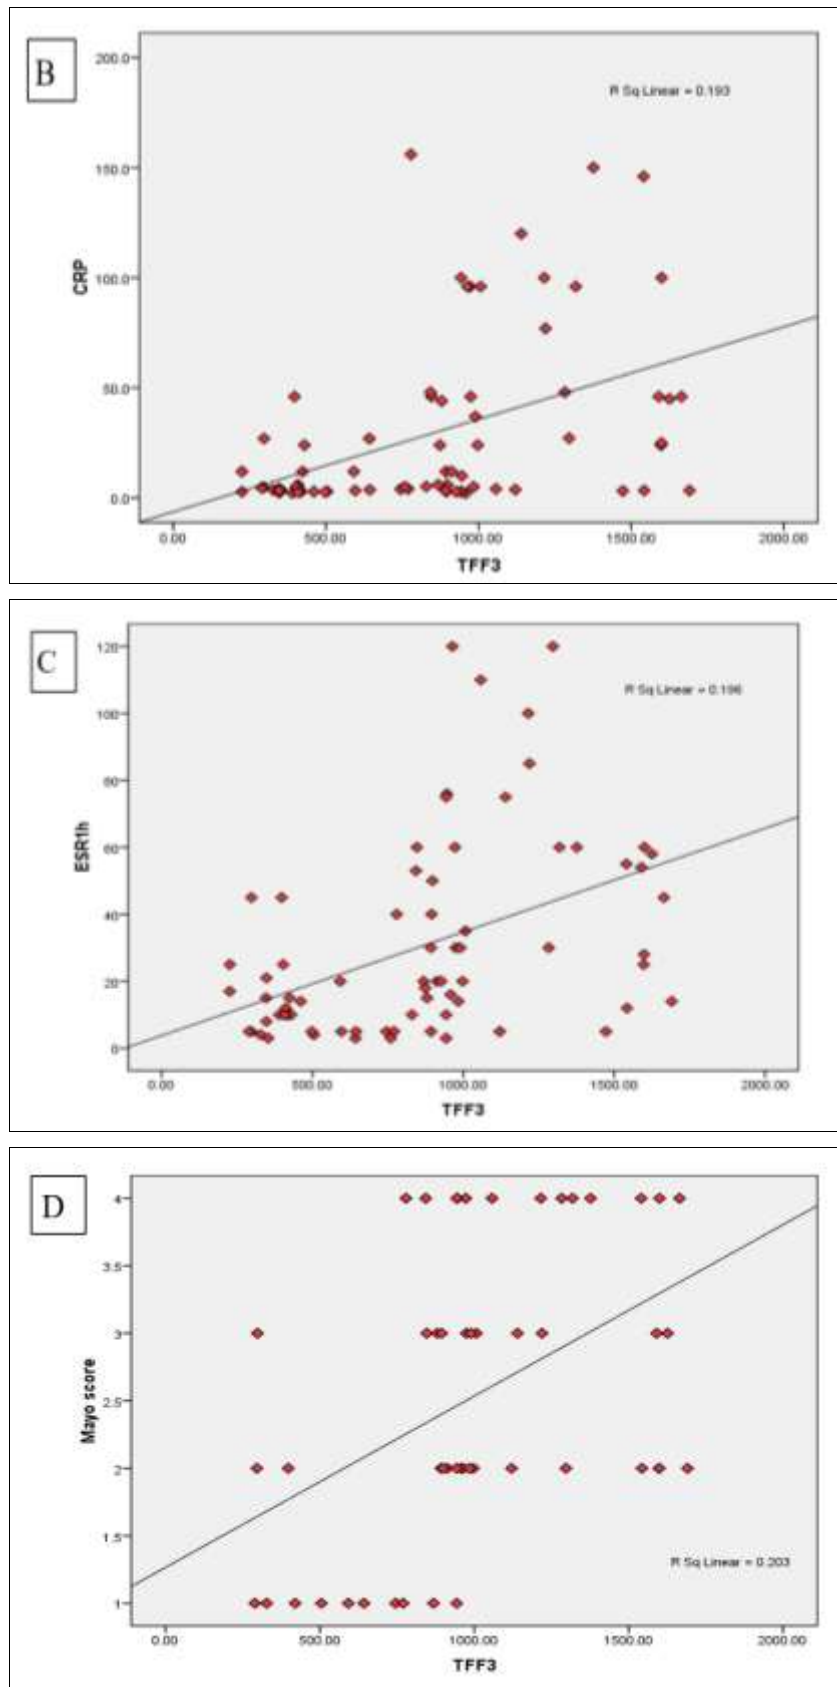 B
200.0
R Sq Linear = 0.193
150.0
100.0
CRP
50.0
0.0
0.00 500.00 1000.00 1500.00 2000.00
TFF3
C
120
R Sq Linear = 0.196
100
80
ESR1h
60
40
20
0
0.00 500.00 1000.00 1500.00 2000.00
TFF3
D
4
3.5
3
2.5
Mayo score
2
1.5
R Sq Linear = 0.203
1
0.00 500.00 1000.00 1500.00 2000.00
TFF3